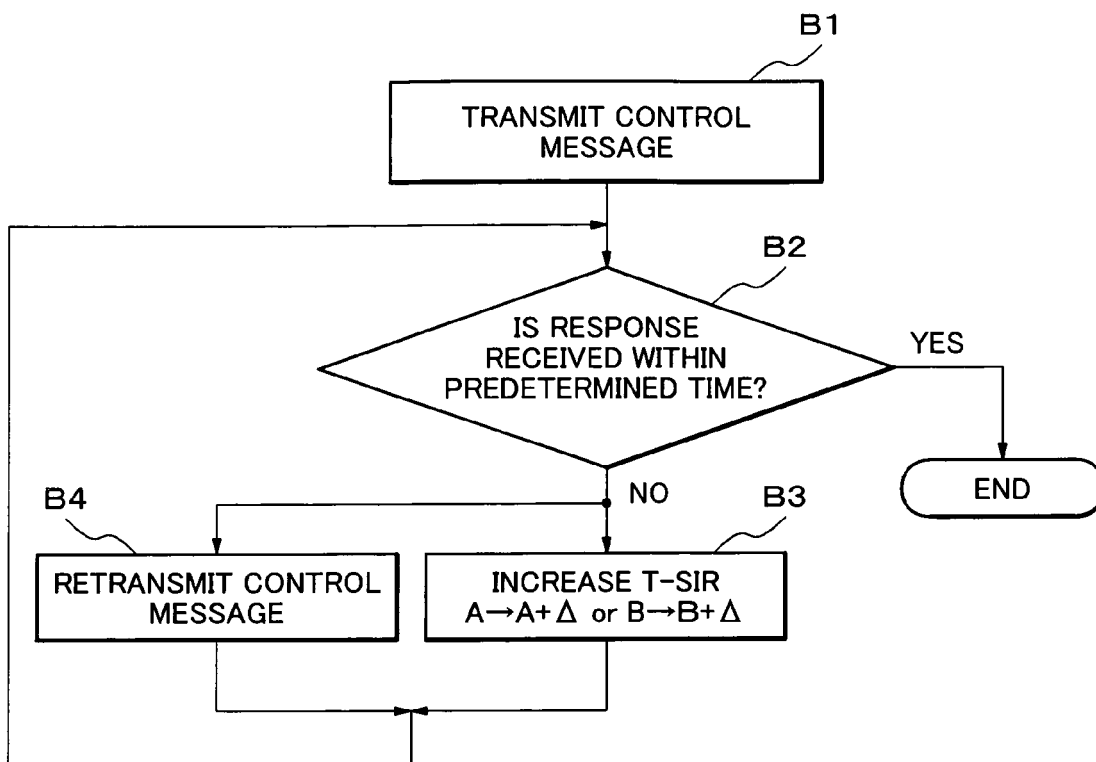 B1
TRANSMIT CONTROL
MESSAGE
B2
IS RESPONSE
RECEIVED WITHIN
PREDETERMINED TIME?
YES
END
NO
B4
RETRANSMIT CONTROL
MESSAGE
B3
INCREASE T-SIR
A→A+Δ or B→B+Δ